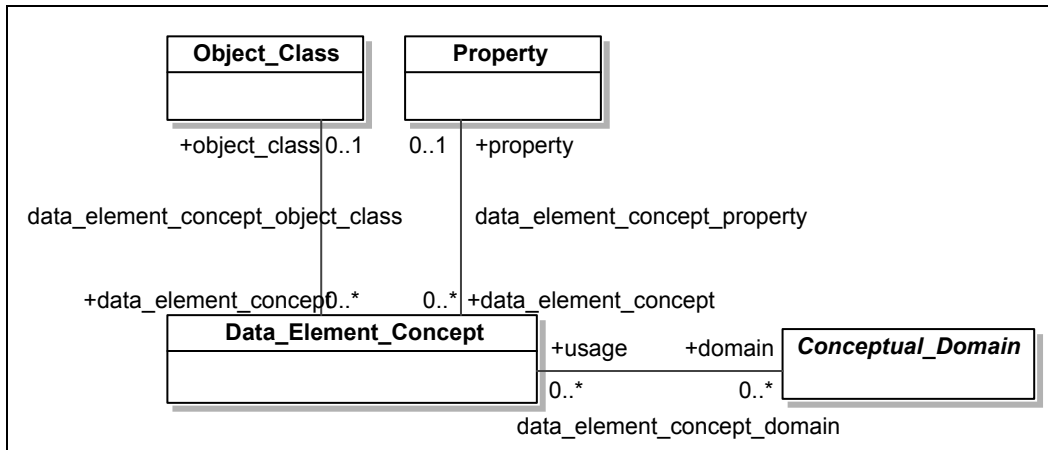 Object_Class Property
+object_class 0..1 0..1 +property
data_element_concept_object_class data_element_concept_property
+data_element_concept 0..* 0..* +data_element_concept
Data_Element_Concept
+usage +domain Conceptual_Domain
0..* 0..*
data_element_concept_domain